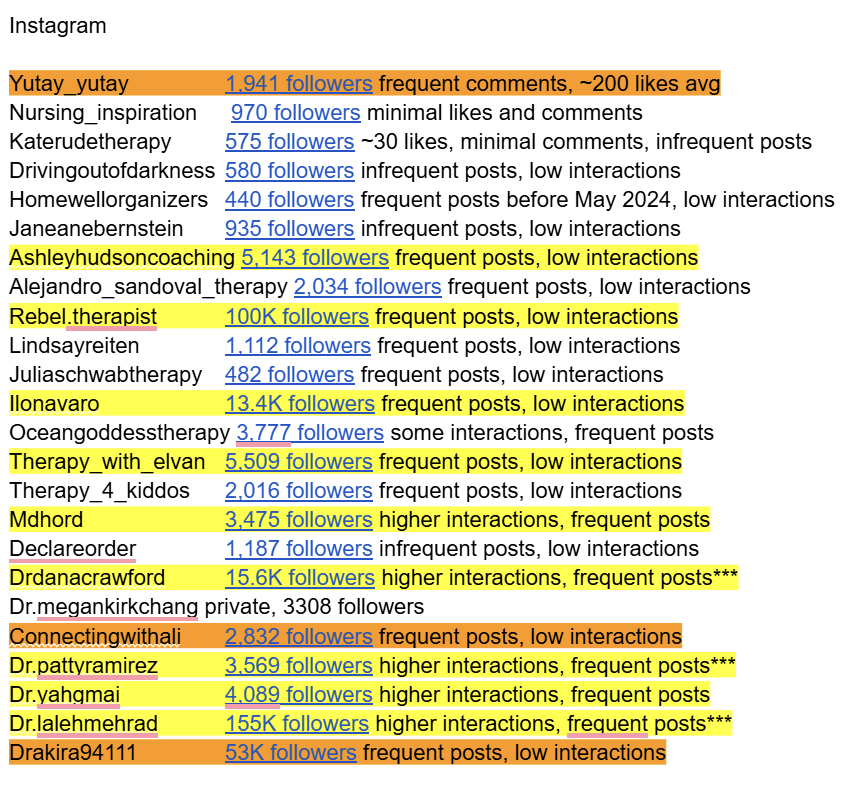 Instagram
Yutay_yutay 1,941 followers frequent comments, ~200 likes avg
Nursing_inspiration 970 followers minimal likes and comments
Katerudetherapy 575 followers ~30 likes, minimal comments, infrequent posts
Drivingoutofdarkness 580 followers infrequent posts, low interactions
Homewellorganizers 440 followers frequent posts before May 2024, low interactions
Janeanebernstein 935 followers infrequent posts, low interactions
Ashleyhudsoncoaching 5,143 followers frequent posts, low interactions
Alejandro_sandoval_therapy 2,034 followers frequent posts, low interactions
Rebel.therapist 100K followers frequent posts, low interactions
Lindsayreiten 1,112 followers frequent posts, low interactions
Juliaschwabtherapy 482 followers frequent posts, low interactions
Ilonavaro 13.4K followers frequent posts, low interactions
Oceangoddesstherapy 3,777 followers some interactions, frequent posts
Therapy_with_elvan 5,509 followers frequent posts, low interactions
Therapy_4_kiddos 2,016 followers frequent posts, low interactions
Mdhord 3,475 followers higher interactions, frequent posts
Declareorder 1,187 followers infrequent posts, low interactions
Drdanacrawford 15.6K followers higher interactions, frequent posts***
Dr.megankirkchang private, 3308 followers
Connectingwithali 2,832 followers frequent posts, low interactions
Dr.pattyramirez 3,569 followers higher interactions, frequent posts***
Dr.yahgmai 4,089 followers higher interactions, frequent posts
Dr.lalehmehrad 155K followers higher interactions, frequent posts***
Drakira94111 53K followers frequent posts, low interactions